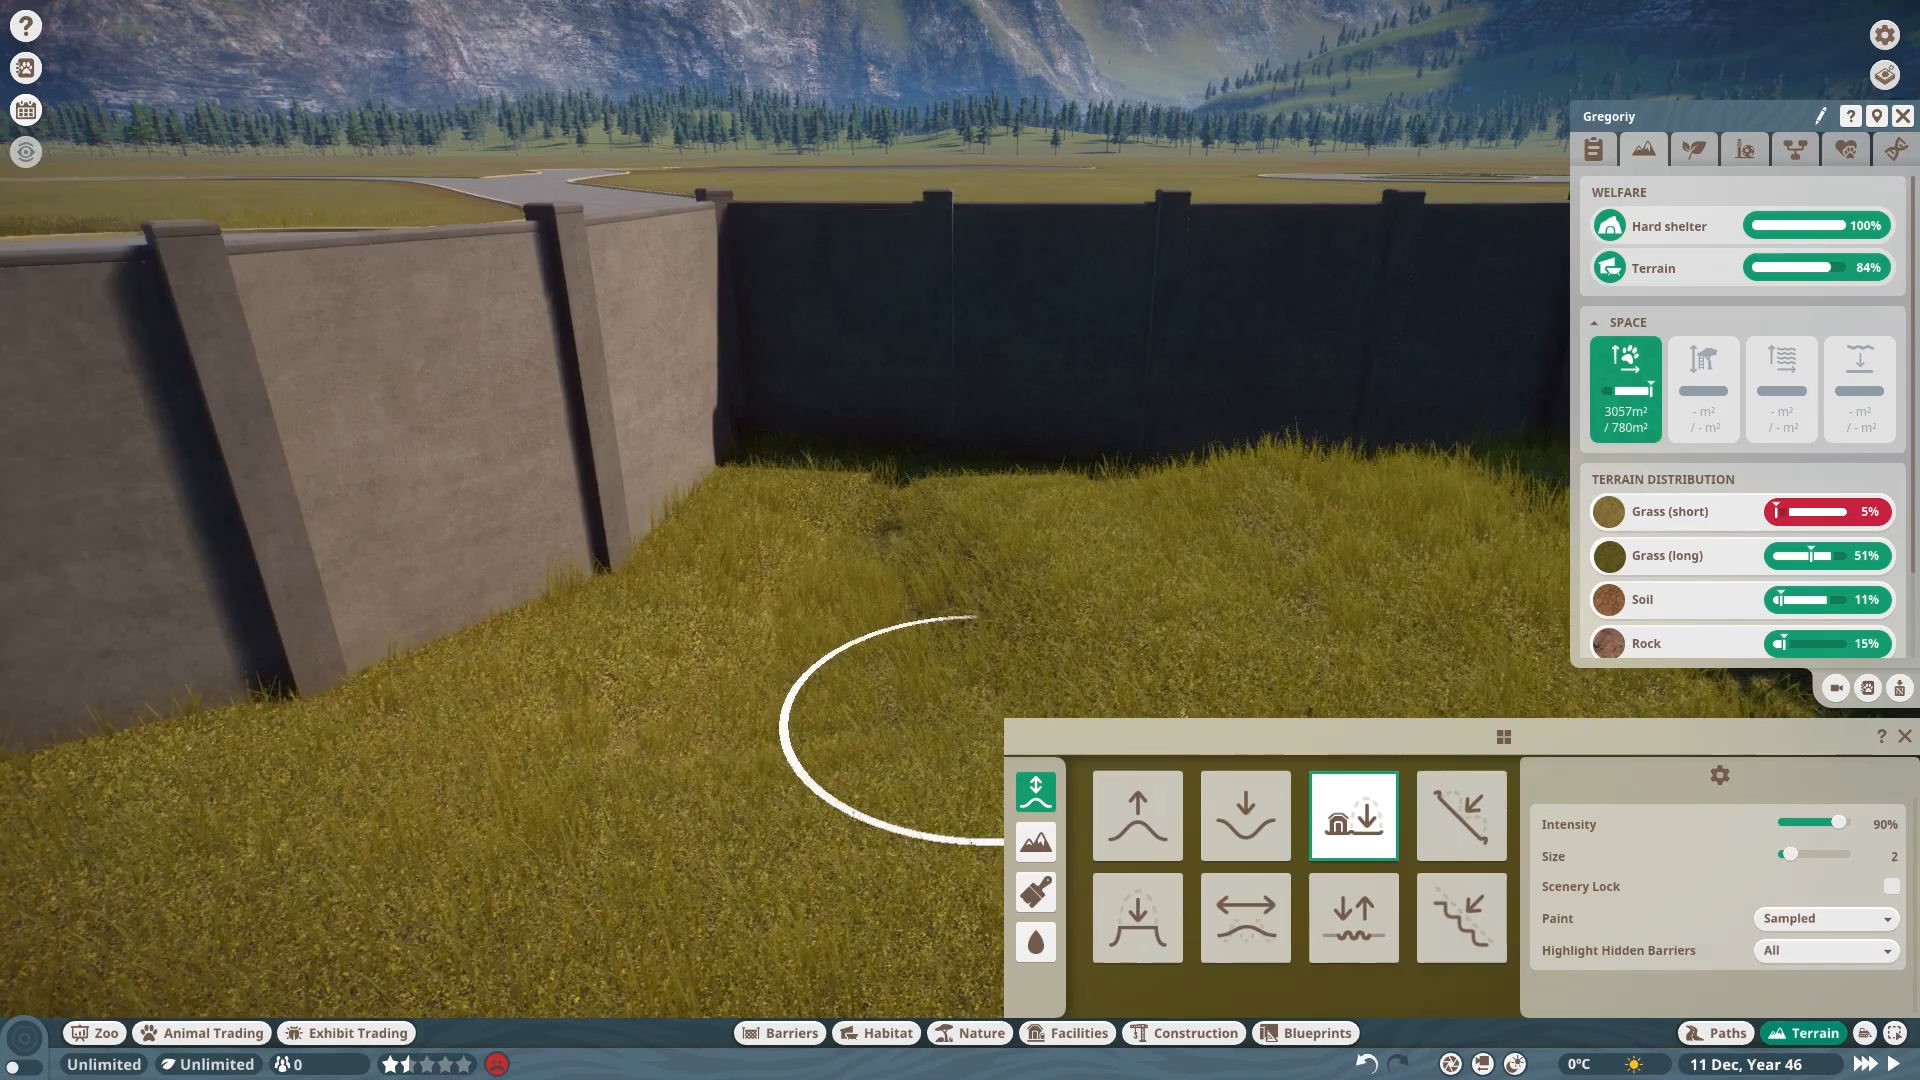 ?
Gregoriy
?
WELFARE
Hard shelter 100%
Terrain 84%
SPACE
3057m²
/ 780m²
- m²
/ - m²
- m²
/ - m²
- m²
/ - m²
TERRAIN DISTRIBUTION
Grass (short) 5%
Grass (long) 51%
Soil 11%
Rock 15%
?
Intensity 90%
Size 2
Scenery Lock
Paint Sampled
Highlight Hidden Barriers All
Zoo Animal Trading Exhibit Trading Barriers Habitat Nature Facilities Construction Blueprints Paths Terrain
Unlimited Unlimited 0 0°C 11 Dec, Year 46